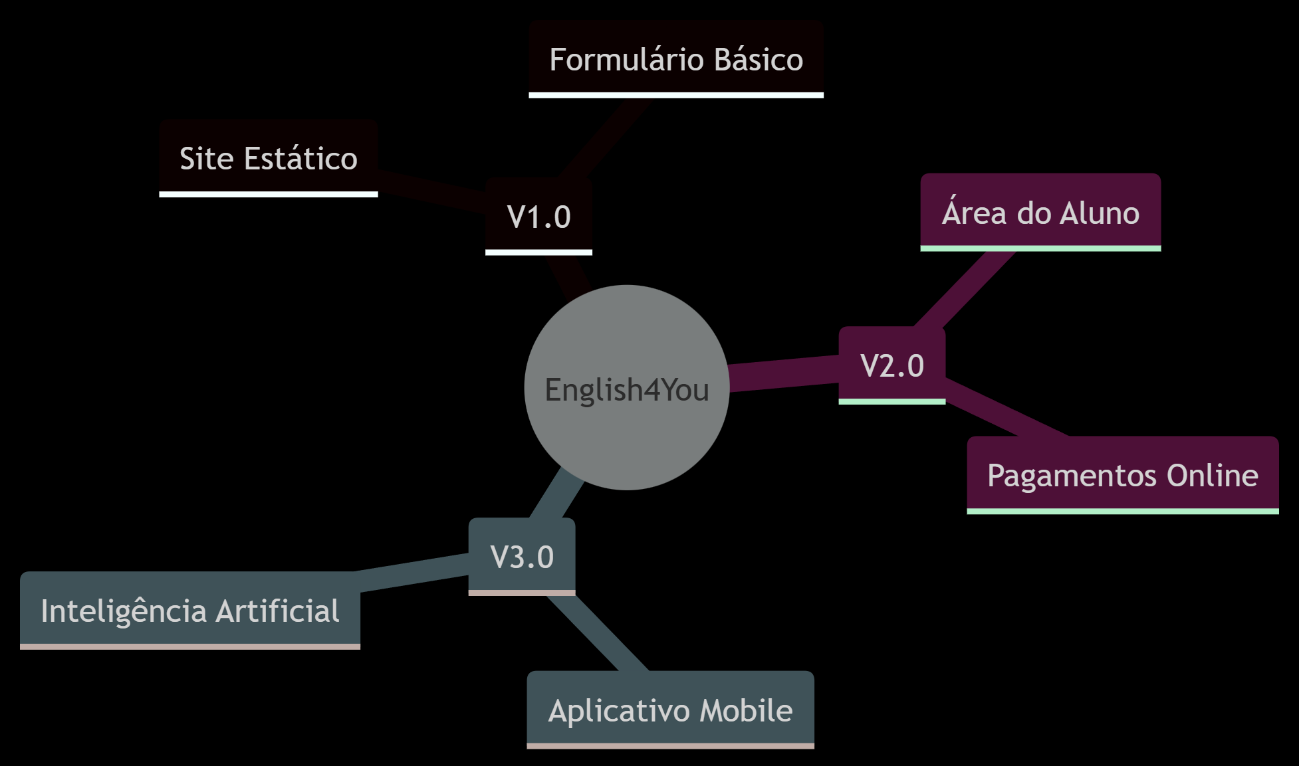 Formulário Básico
Site Estático
V1.0
Área do Aluno
V2.0
English4You
Pagamentos Online
V3.0
Inteligência Artificial
Aplicativo Mobile